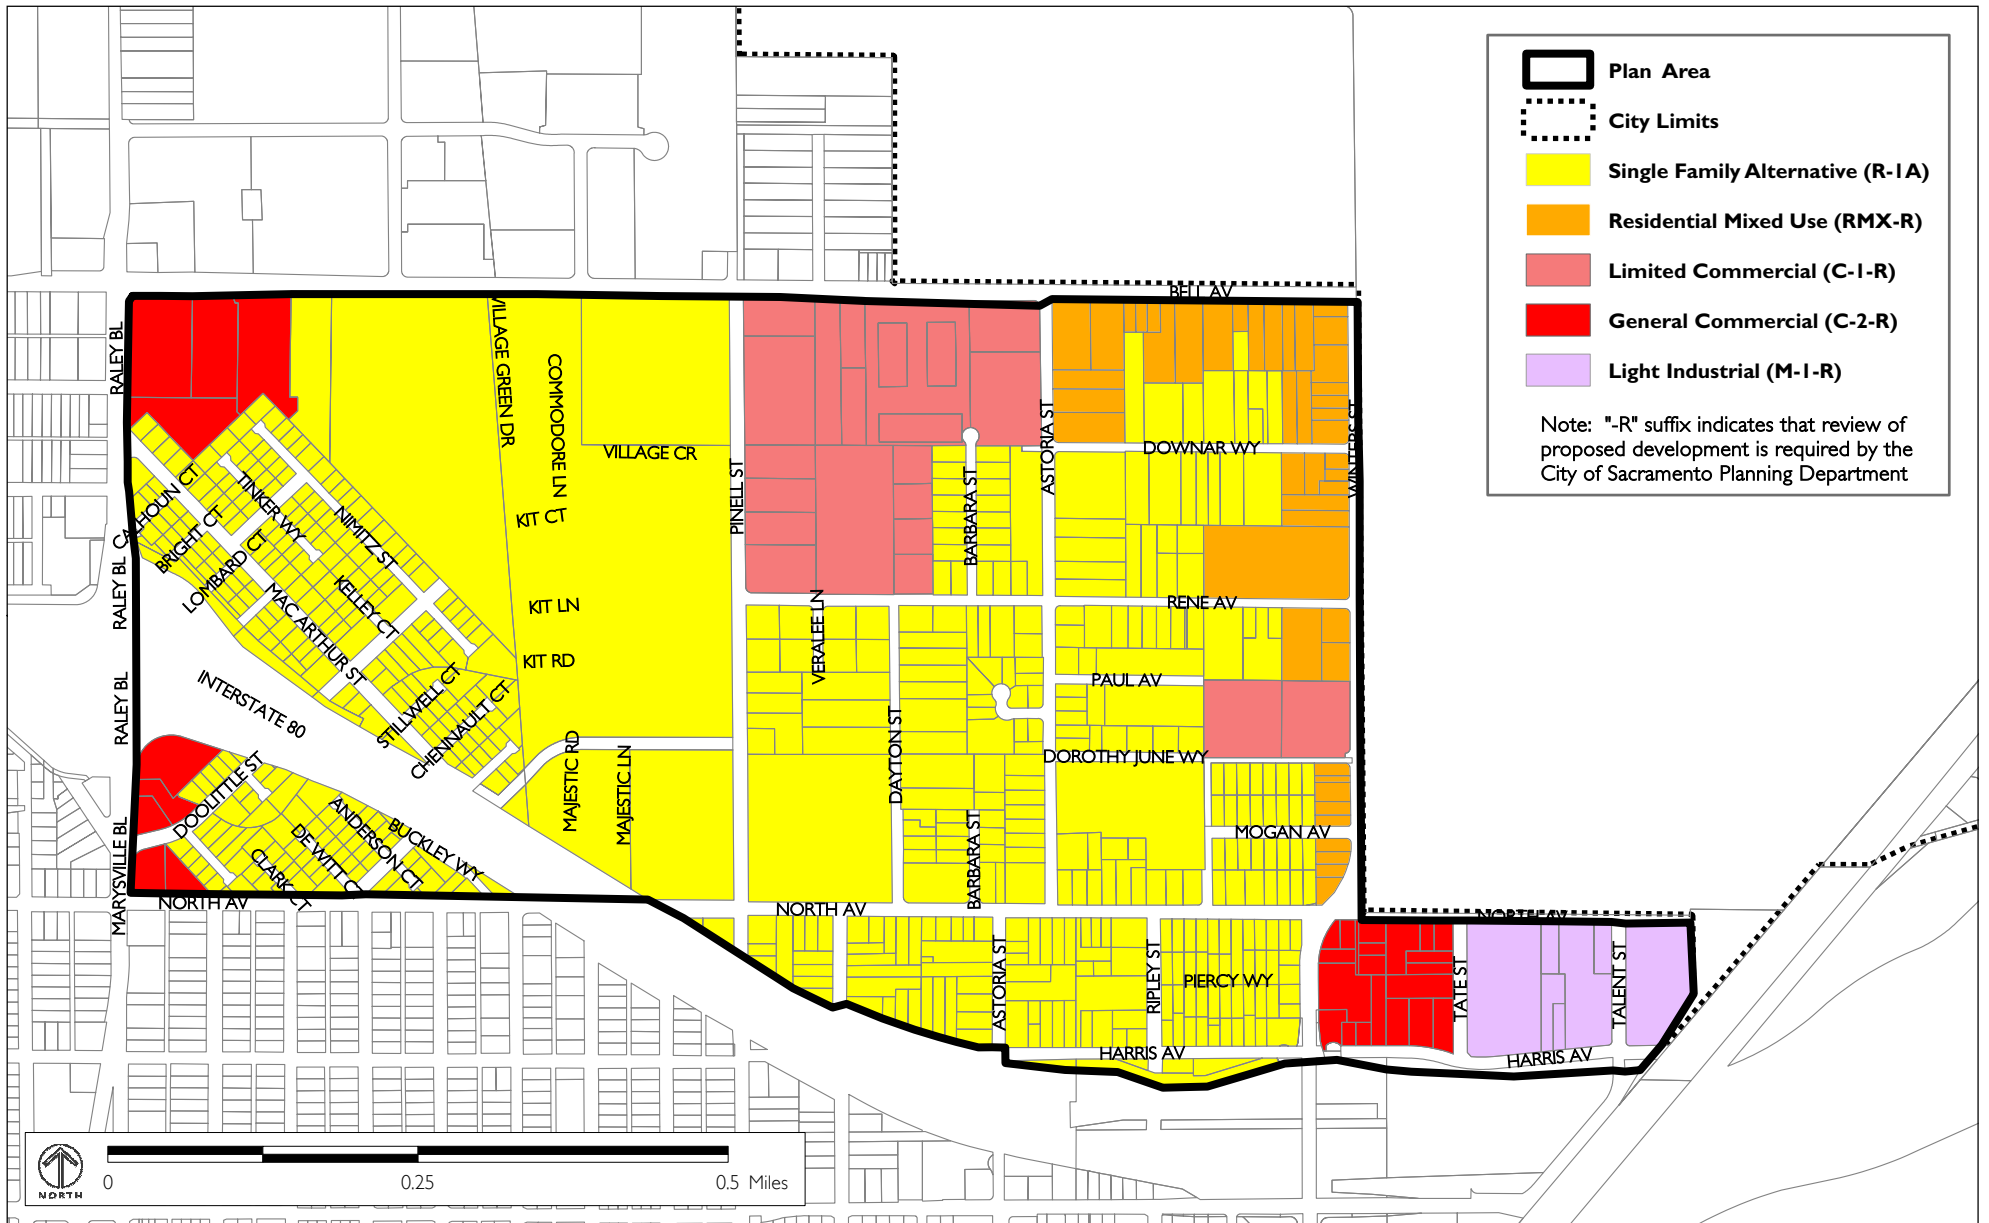 Plan Area
City Limits
Single Family Alternative (R-1A)
Residential Mixed Use (RMX-R)
Limited Commercial (C-1-R)
General Commercial (C-2-R)
Light Industrial (M-1-R)
Note: "-R" suffix indicates that review of
proposed development is required by the
City of Sacramento Planning Department
BELL AV
RALEY BL
VILLAGE GREEN DR
COMMODORE LN
VILLAGE CR
PINELL ST
ASTORIA ST
DOWNAR WY
WINTERS ST
BARBARA ST
CALHOUN CT
TINKER WY
NIMITZ ST
BRIGHT CT
LOMBARD CT
KIT CT
RALEY BL
MAC ARTHUR ST
KELLEY CT
KIT LN
VERALEE LN
RENE AV
KIT RD
PAUL AV
RALEY BL
INTERSTATE 80
STILLWELL CT
CHENNAULT CT
DAYTON ST
DOROTHY JUNE WY
MAJESTIC RD
MAJESTIC LN
DOOLITTLE ST
ANDERSON CT
BUCKLEY WY
DE WITT CT
CLARK CT
BARBARA ST
MOGAN AV
MARYSVILLE BL
NORTH AV
NORTH AV
NORTH AV
ASTORIA ST
RIPLEY ST
PIERCY WY
TATE ST
TALENT ST
HARRIS AV
HARRIS AV
NORTH
0
0.25
0.5 Miles